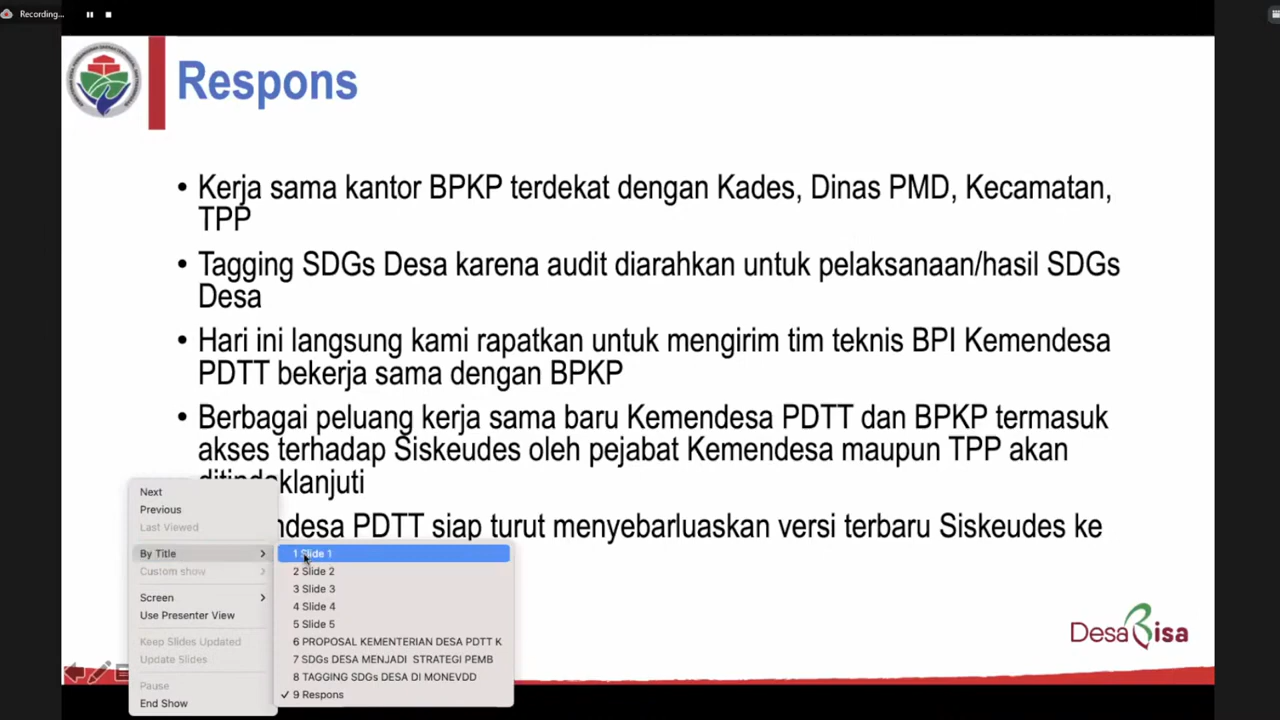 Recording...
Respons
• Kerja sama kantor BPKP terdekat dengan Kades, Dinas PMD, Kecamatan,
TPP
• Tagging SDGs Desa karena audit diarahkan untuk pelaksanaan/hasil SDGs
Desa
• Hari ini langsung kami rapatkan untuk mengirim tim teknis BPI Kemendesa
PDTT bekerja sama dengan BPKP
• Berbagai peluang kerja sama baru Kemendesa PDTT dan BPKP termasuk
akses terhadap Siskeudes oleh pejabat Kemendesa maupun TPP akan
ditindaklanjuti
PDTT siap turut menyebarluaskan versi terbaru Siskeudes ke
Next
Previous
Last Viewed
By Title
Custom show
Screen
Use Presenter View
Keep Slides Updated
Update Slides
Pause
End Show
1 Slide 1
2 Slide 2
3 Slide 3
4 Slide 4
5 Slide 5
6 PROPOSAL KEMENTERIAN DESA PDTT K
7 SDGs DESA MENJADI STRATEGI PEMB
8 TAGGING SDGs DESA DI MONEVDD
✓ 9 Respons
Desa Bisa